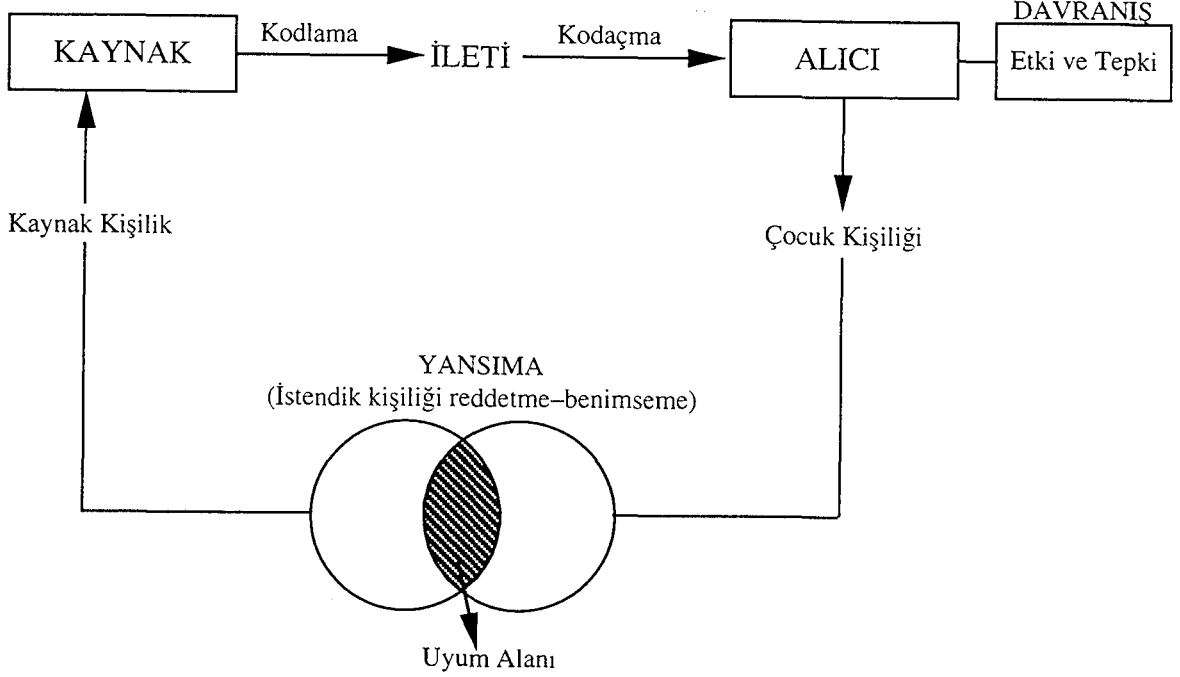 DAVRANIŞ
KAYNAK
Kodlama
İLETİ
Kodaçma
ALICI
Etki ve Tepki
Kaynak Kişilik
Çocuk Kişiliği
YANSIMA
(İstendik kişiliği reddetme–benimseme)
Uyum Alanı